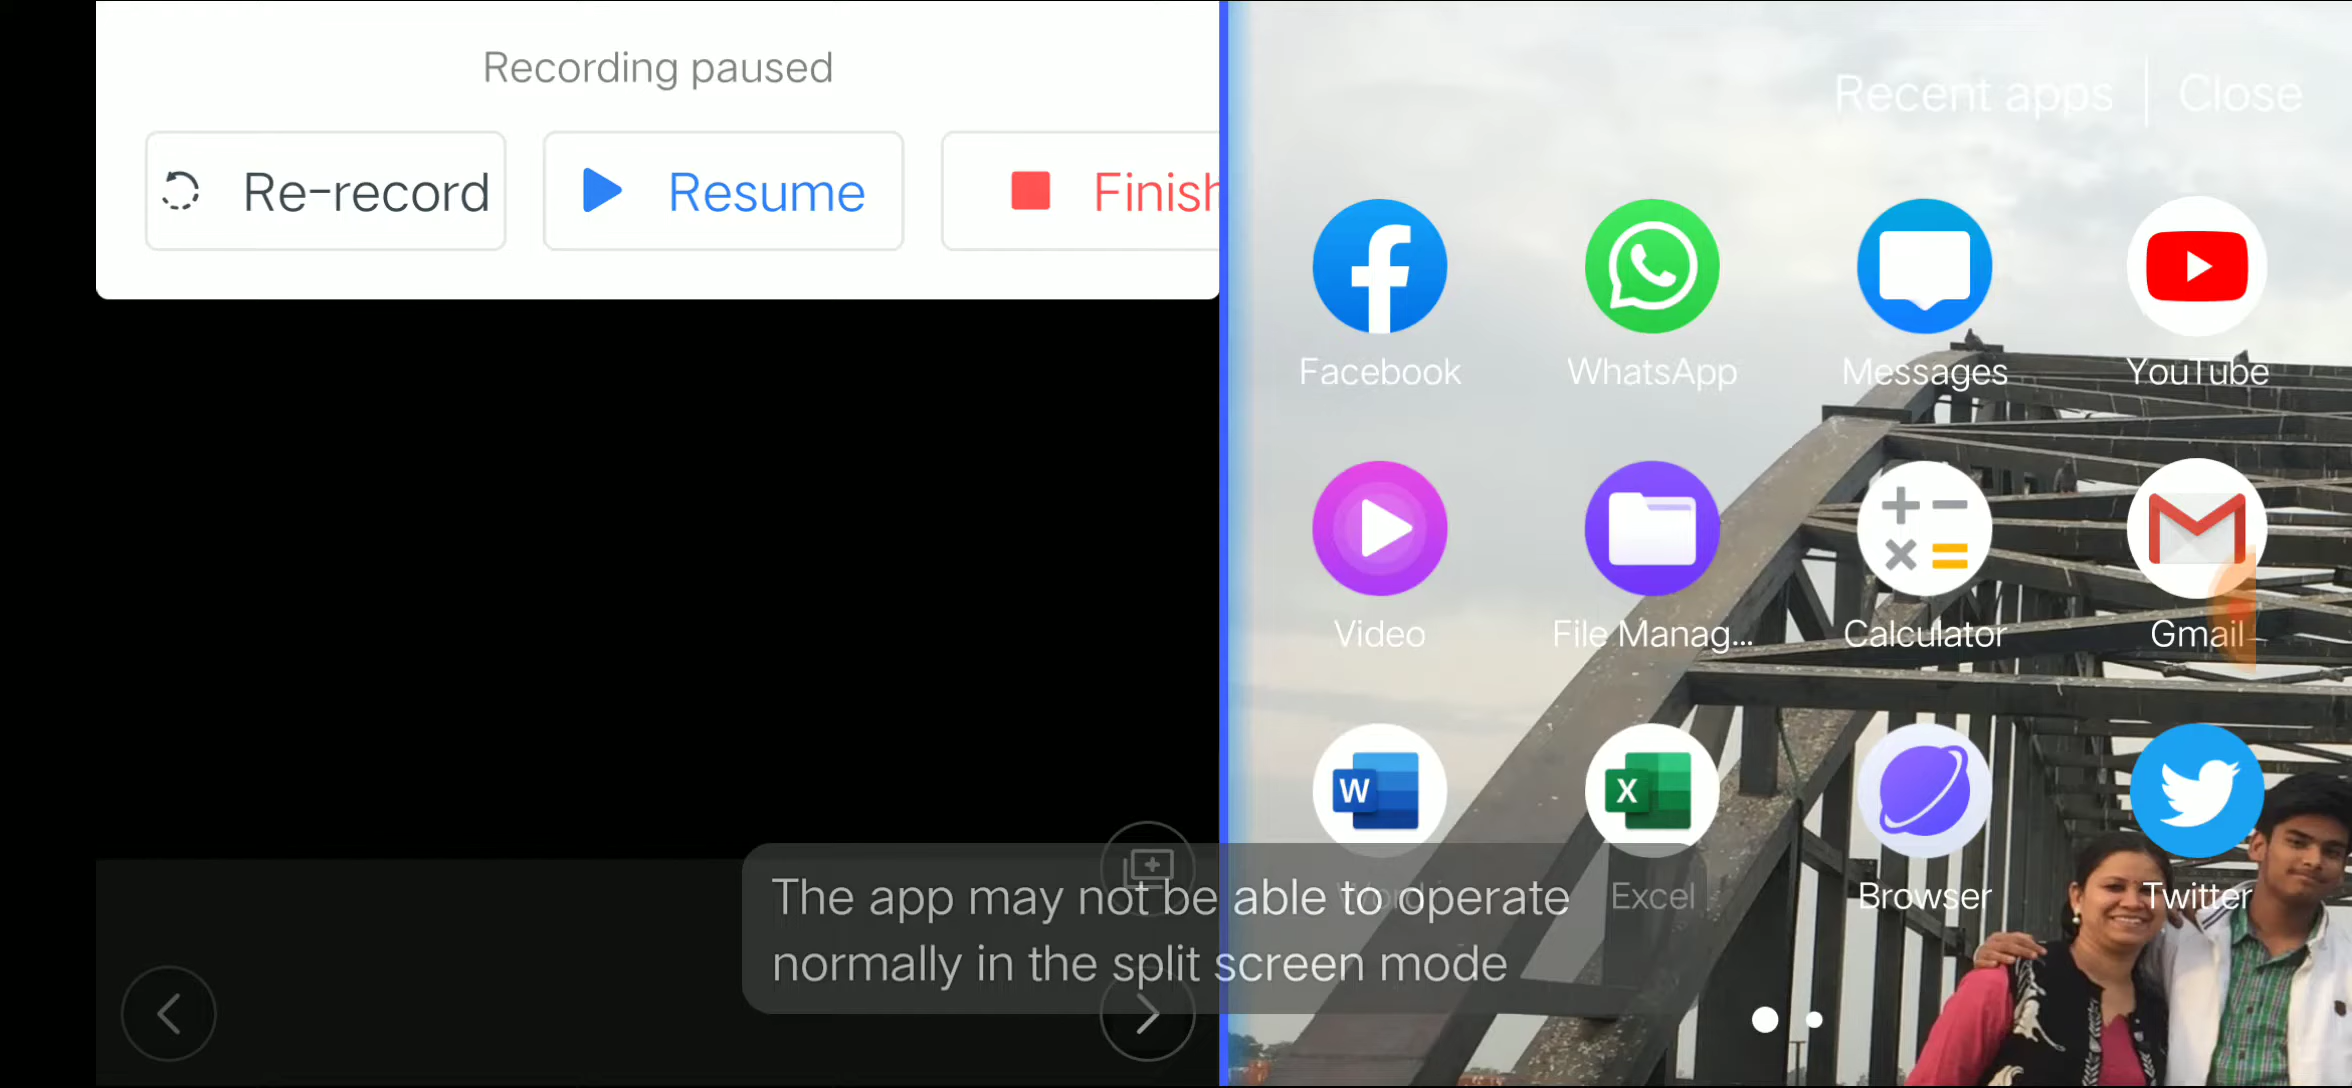 Recording paused
Re-record
Resume
Finish
Recent apps | Close
Facebook
WhatsApp
Messages
YouTube
Video
File Manag...
Calculator
Gmail
W
X
Word
Excel
Browser
Twitter
The app may not be able to operate
normally in the split screen mode